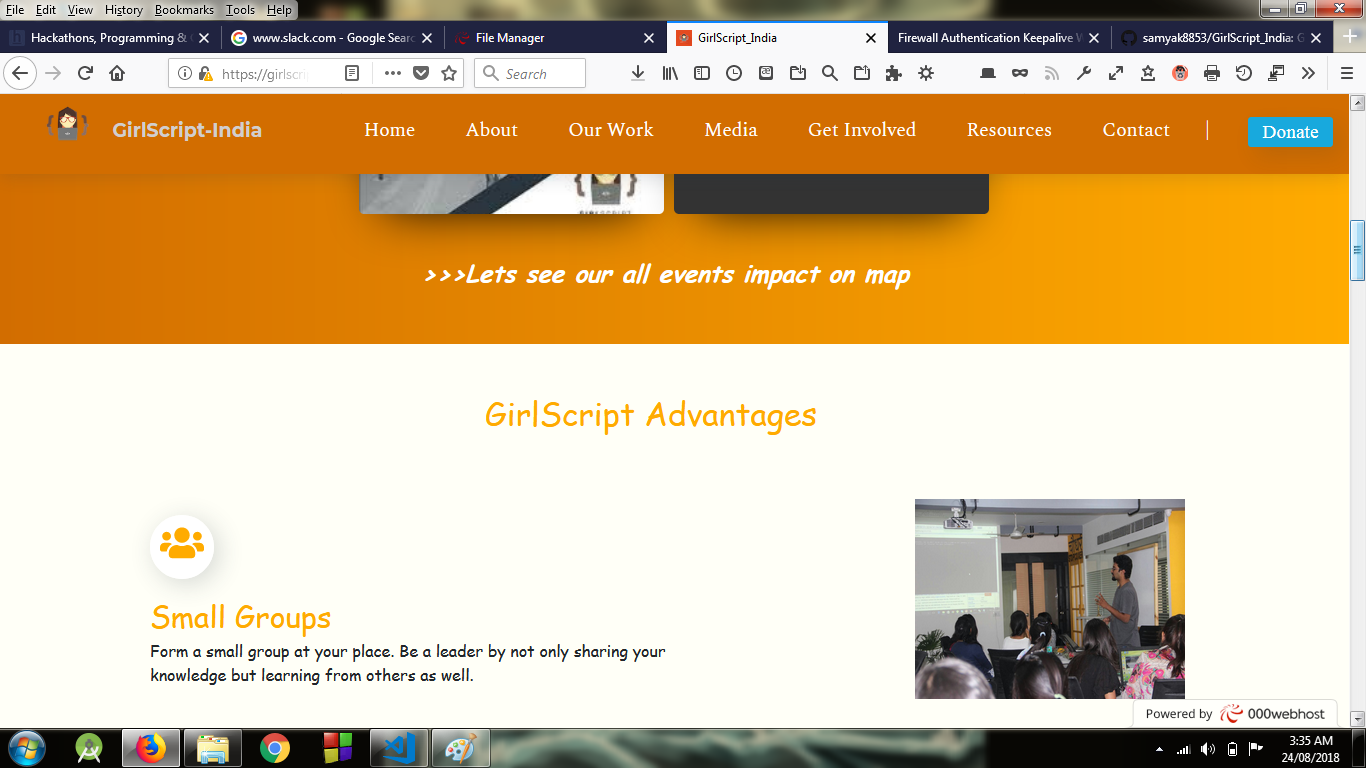 File Edit View History Bookmarks Tools Help
Hackathons, Programming &
www.slack.com - Google Sear
File Manager
GirlScript_India
Firewall Authentication Keepalive
samyak8853/GirlScript_India: G
https://girlscri
Search
GirlScript-India
Home
About
Our Work
Media
Get Involved
Resources
Contact
Donate
GIRLSCRIPT
>>>Lets see our all events impact on map
GirlScript Advantages
Small Groups
Form a small group at your place. Be a leader by not only sharing your
knowledge but learning from others as well.
Powered by 000webhost
3:35 AM
24/08/2018